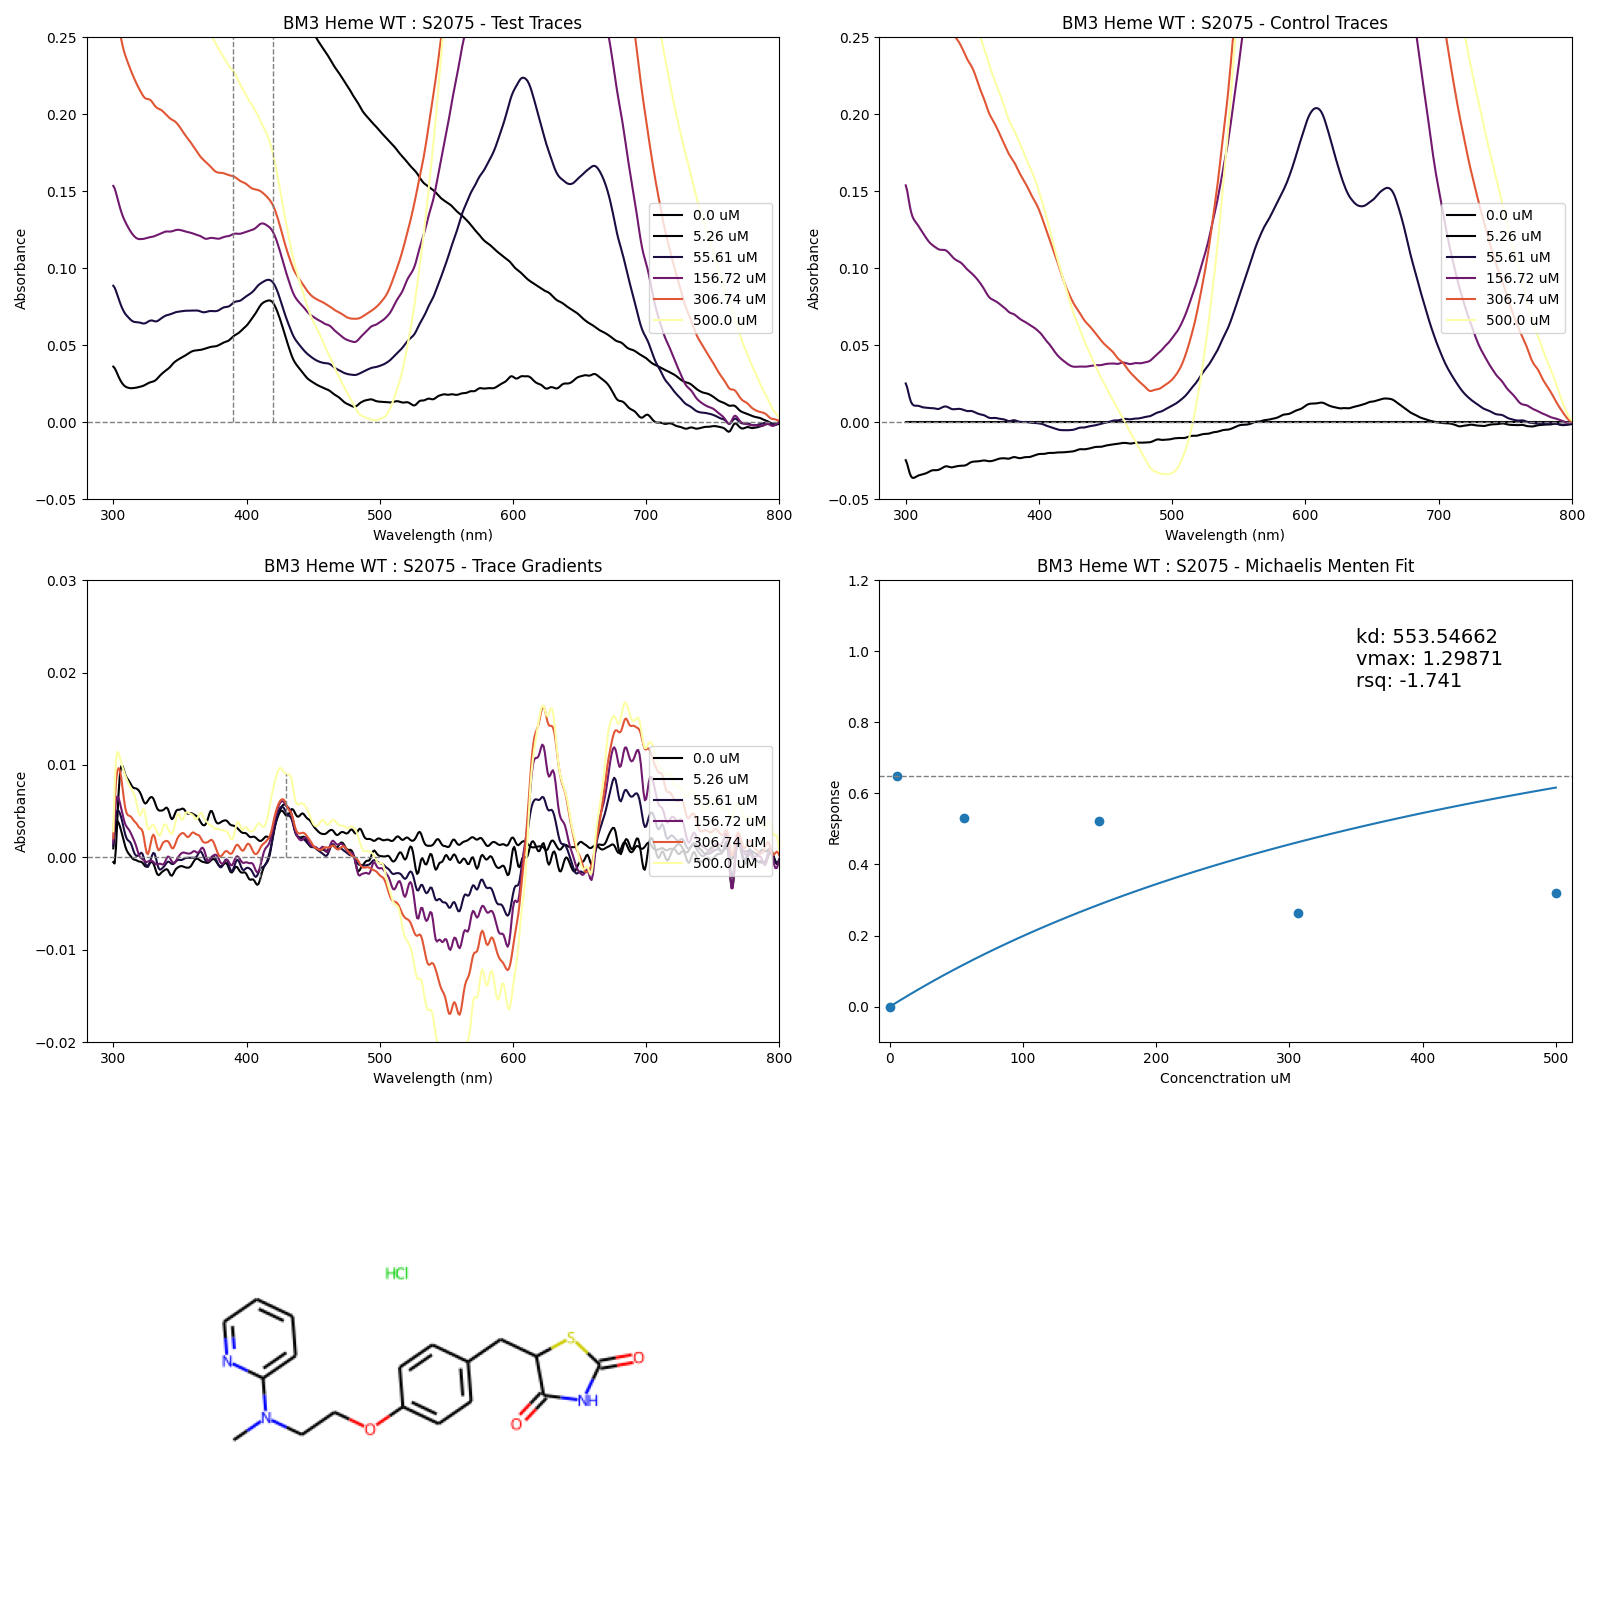 BM3 Heme WT : S2075 - Test Traces
0.25
0.20
0.15
0.10
0.05
0.00
−0.05
Absorbance
300 400 500 600 700 800
Wavelength (nm)
0.0 uM
5.26 uM
55.61 uM
156.72 uM
306.74 uM
500.0 uM
BM3 Heme WT : S2075 - Control Traces
0.25
0.20
0.15
0.10
0.05
0.00
−0.05
Absorbance
300 400 500 600 700 800
Wavelength (nm)
0.0 uM
5.26 uM
55.61 uM
156.72 uM
306.74 uM
500.0 uM
BM3 Heme WT : S2075 - Trace Gradients
0.03
0.02
0.01
0.00
−0.01
−0.02
Absorbance
300 400 500 600 700 800
Wavelength (nm)
0.0 uM
5.26 uM
55.61 uM
156.72 uM
306.74 uM
500.0 uM
BM3 Heme WT : S2075 - Michaelis Menten Fit
1.2
1.0
0.8
0.6
0.4
0.2
0.0
Response
0 100 200 300 400 500
Concenctration uM
kd: 553.54662
vmax: 1.29871
rsq: -1.741
HCl
N
N
O
S
O
NH
O